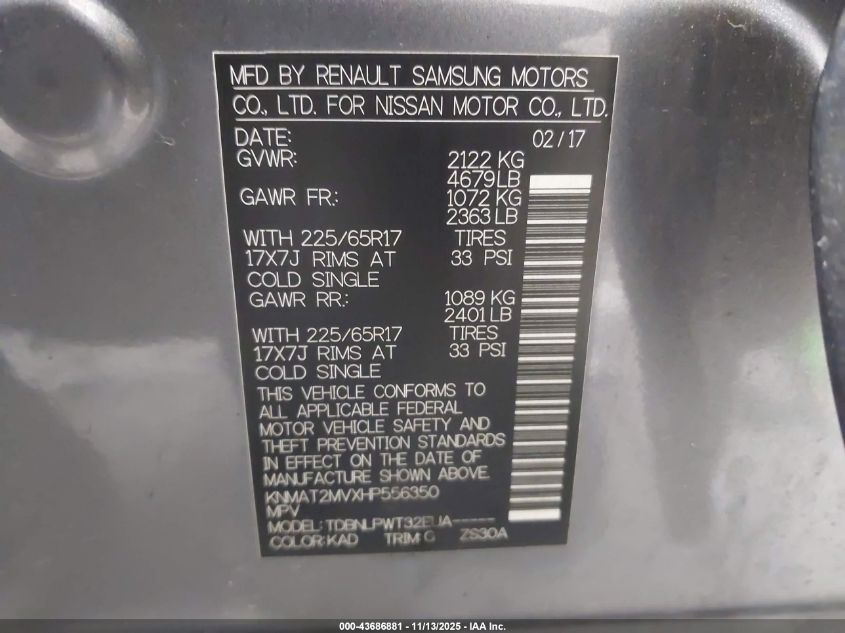 MFD BY RENAULT SAMSUNG MOTORS
CO., LTD. FOR NISSAN MOTOR CO., LTD.
DATE: 02/17
GVWR: 2122 KG
4679 LB
GAWR FR.: 1072 KG
2363 LB
WITH 225/65R17 TIRES
17X7J RIMS AT 33 PSI
COLD SINGLE
GAWR RR.: 1089 KG
2401 LB
WITH 225/65R17 TIRES
17X7J RIMS AT 33 PSI
COLD SINGLE
THIS VEHICLE CONFORMS TO
ALL APPLICABLE FEDERAL
MOTOR VEHICLE SAFETY AND
THEFT PREVENTION STANDARDS
IN EFFECT ON THE DATE OF
MANUFACTURE SHOWN ABOVE.
KNMAT2MVXHP556350
MPV
MODEL: TDBNLPWT32EUA-----
COLOR: KAD TRIM: G ZS30A
000-43686881 - 11/13/2025 - IAA Inc.